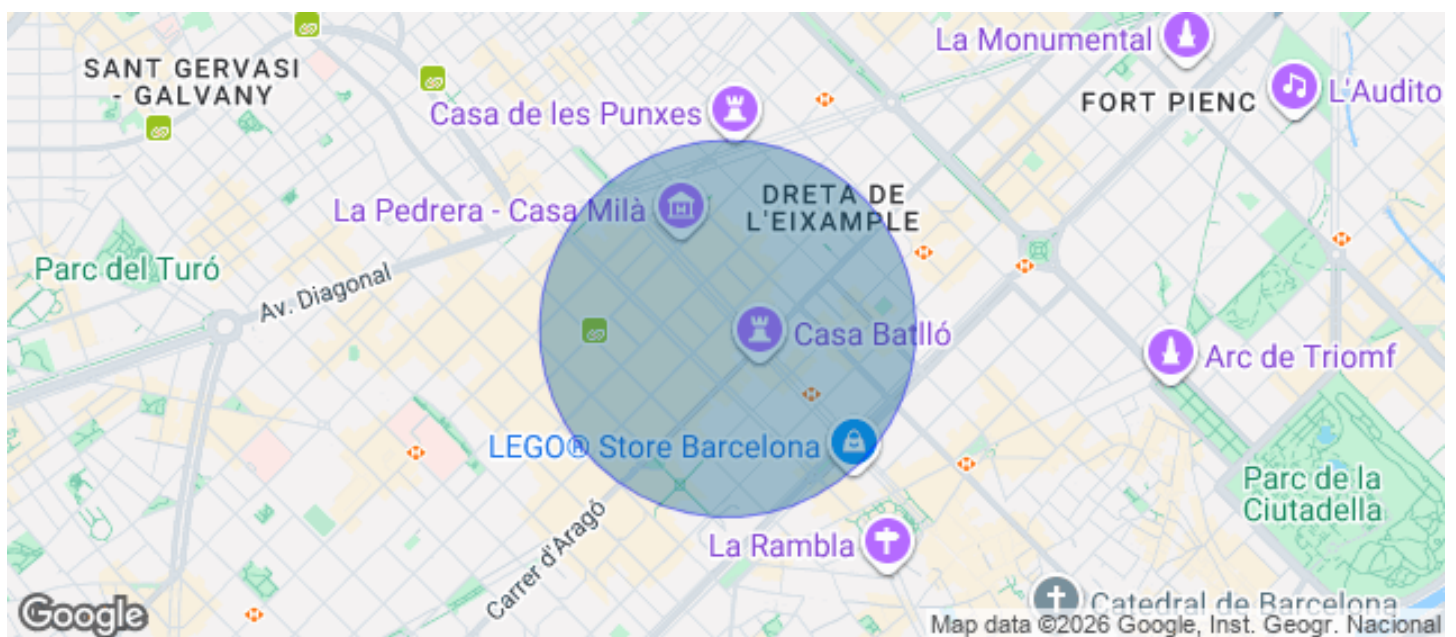 La Monumental
SANT GERVASI
- GALVANY
L'Audito
FORT PIENC
Casa de les Punxes
DRETA DE
L'EIXAMPLE
La Pedrera - Casa Milà
Parc del Turó
Av. Diagonal
Casa Batlló
Arc de Triomf
LEGO® Store Barcelona
Parc de la
Ciutadella
Carrer d'Aragó
La Rambla
Catedral de Barcelona
Google
Map data ©2026 Google, Inst. Geogr. Nacional